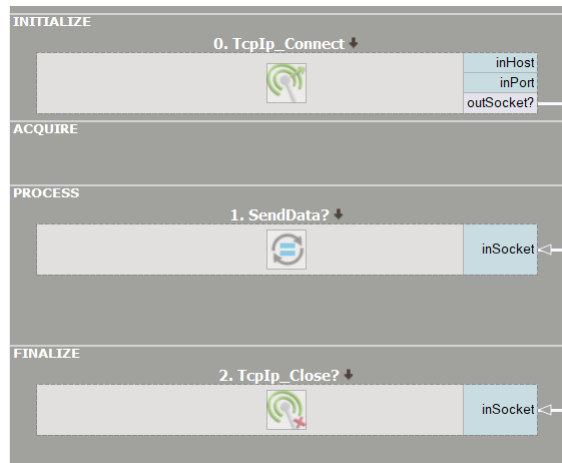 INITIALIZE
0. TcpIp_Connect
inHost
inPort
outSocket?
ACQUIRE
PROCESS
1. SendData?
inSocket
FINALIZE
2. TcpIp_Close?
inSocket